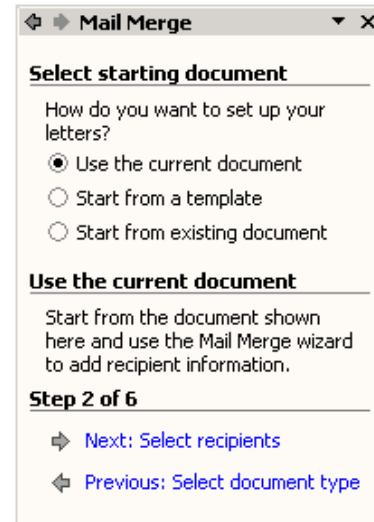 Mail Merge
Select starting document
How do you want to set up your
letters?
Use the current document
Start from a template
Start from existing document
Use the current document
Start from the document shown
here and use the Mail Merge wizard
to add recipient information.
Step 2 of 6
Next: Select recipients
Previous: Select document type